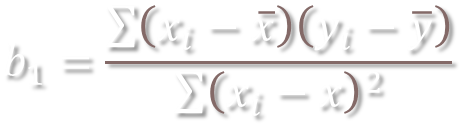 b₁ = ∑(xᵢ − x̅)(yᵢ − y̅) / ∑(xᵢ − x)²